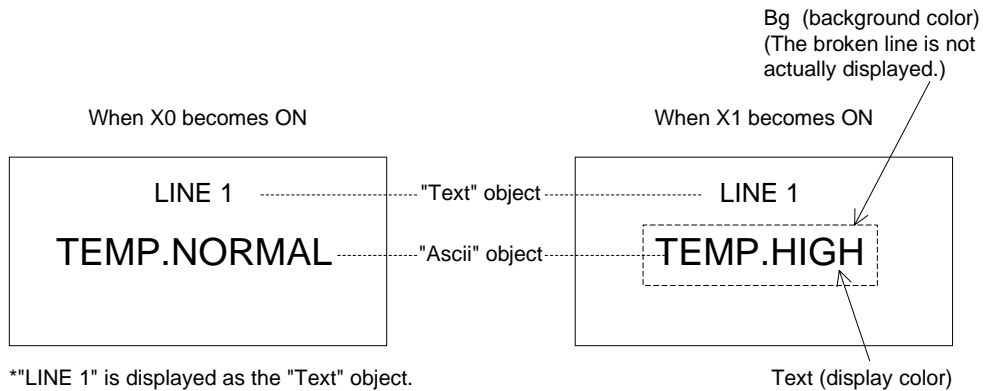 Bg (background color)
(The broken line is not
actually displayed.)
When X0 becomes ON
When X1 becomes ON
LINE 1
"Text" object
LINE 1
TEMP.NORMAL
"Ascii" object
TEMP.HIGH
*"LINE 1" is displayed as the "Text" object.
Text (display color)